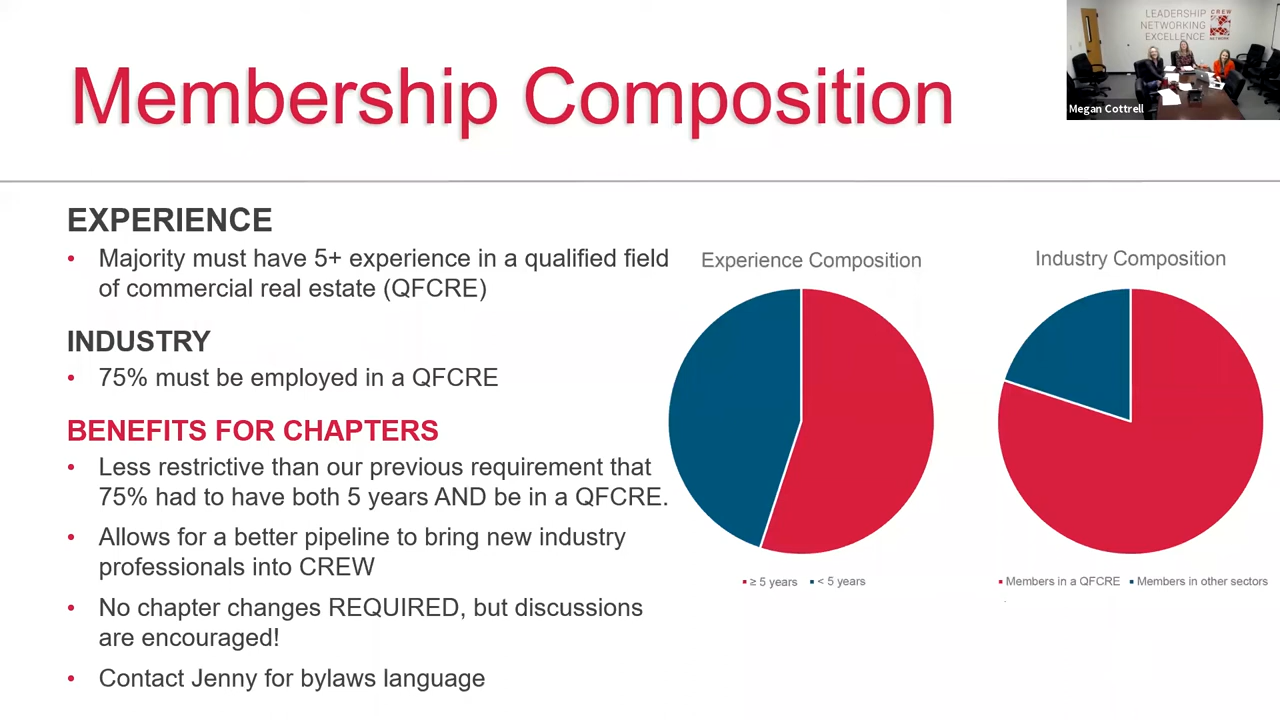 LEADERSHIP
NETWORKING
EXCELLENCE
CREW
NETWORK
Megan Cottrell
Membership Composition
EXPERIENCE
• Majority must have 5+ experience in a qualified field
of commercial real estate (QFCRE)
INDUSTRY
• 75% must be employed in a QFCRE
BENEFITS FOR CHAPTERS
• Less restrictive than our previous requirement that
75% had to have both 5 years AND be in a QFCRE.
• Allows for a better pipeline to bring new industry
professionals into CREW
• No chapter changes REQUIRED, but discussions
are encouraged!
• Contact Jenny for bylaws language
Experience Composition
≥ 5 years < 5 years
Industry Composition
Members in a QFCRE Members in other sectors